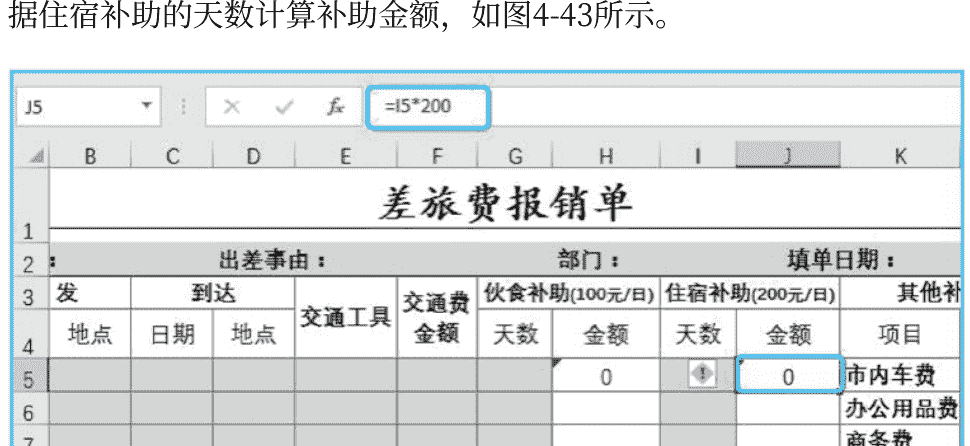 据住宿补助的天数计算补助金额，如图4-43所示。
J5 fx =I5*200
B C D E F G H I J K
1 差旅费报销单
2 : 出差事由： 部门： 填单日期：
3 发 到达 交通工具 交通费金额 伙食补助(100元/日) 住宿补助(200元/日) 其他补
4 地点 日期 地点 天数 金额 天数 金额 项目
5 0 0 市内车费
6 办公用品费
7 商务费